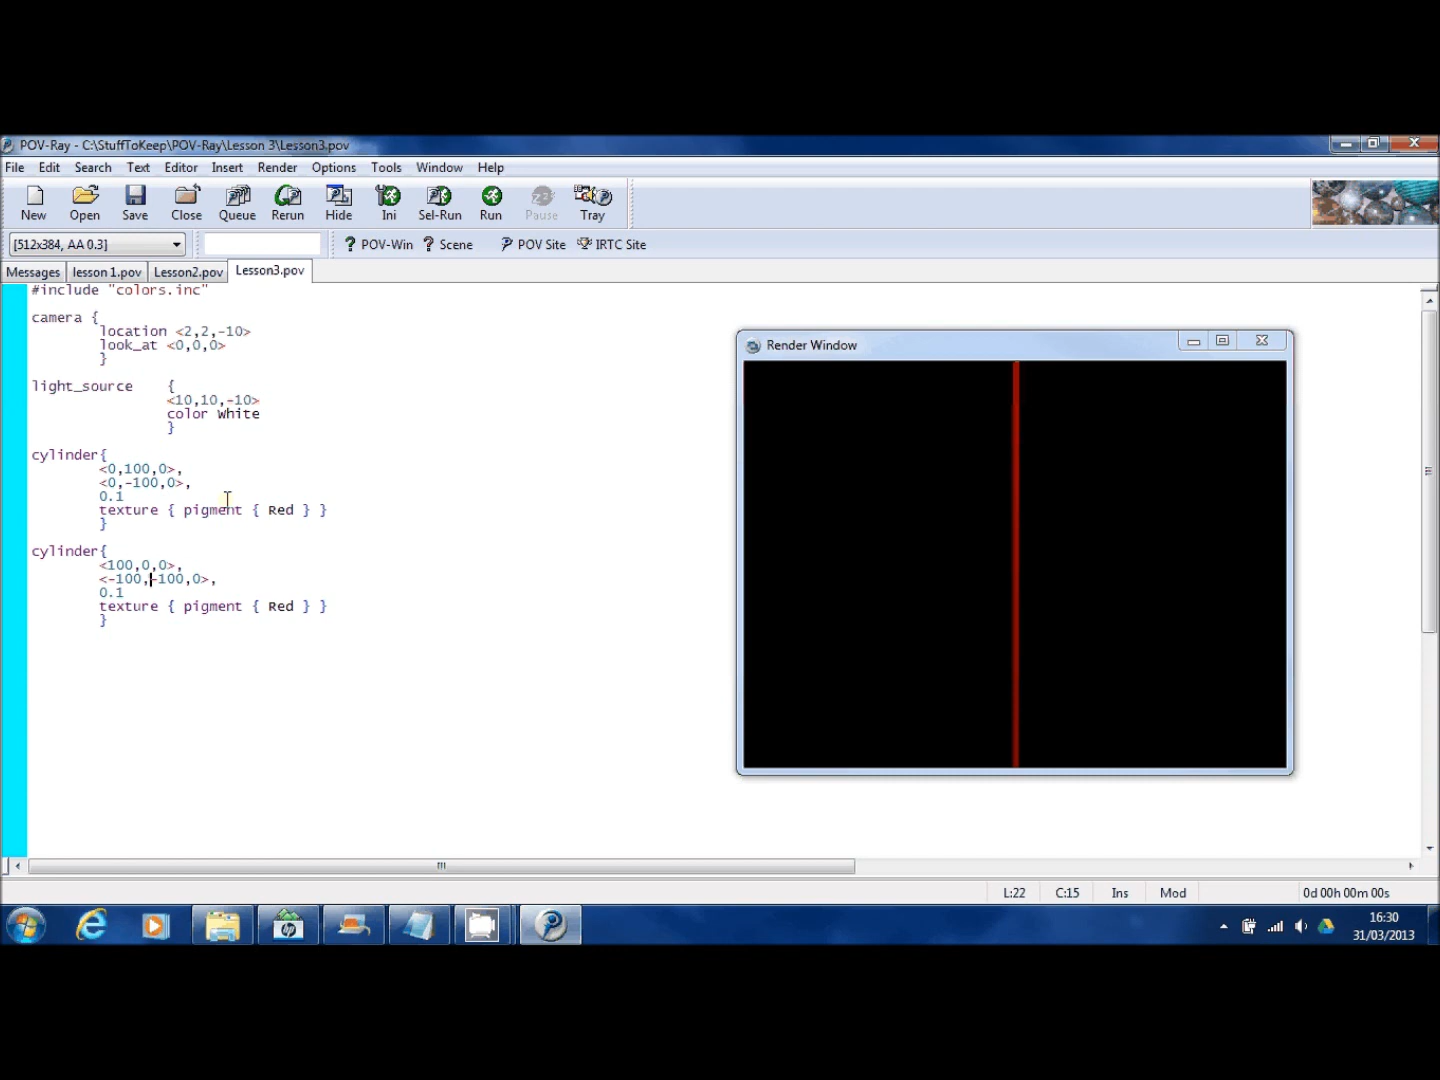 POV-Ray - C:\StuffToKeep\POV-Ray\Lesson 3\Lesson3.pov
File Edit Search Text Editor Insert Render Options Tools Window Help
New Open Save Close Queue Rerun Hide Ini Sel-Run Run Pause Tray
[512x384, AA 0.3] ? POV-Win ? Scene POV Site IRTC Site
Messages lesson 1.pov Lesson2.pov Lesson3.pov
#include "colors.inc"
camera {
location <2,2,-10>
look_at <0,0,0>
}
light_source {
<10,10,-10>
color White
}
cylinder{
<0,100,0>,
<0,-100,0>,
0.1
texture { pigment { Red } }
}
cylinder{
<100,0,0>,
<-100,-100,0>,
0.1
texture { pigment { Red } }
}
Render Window
L:22 C:15 Ins Mod 0d 00h 00m 00s
16:30
31/03/2013